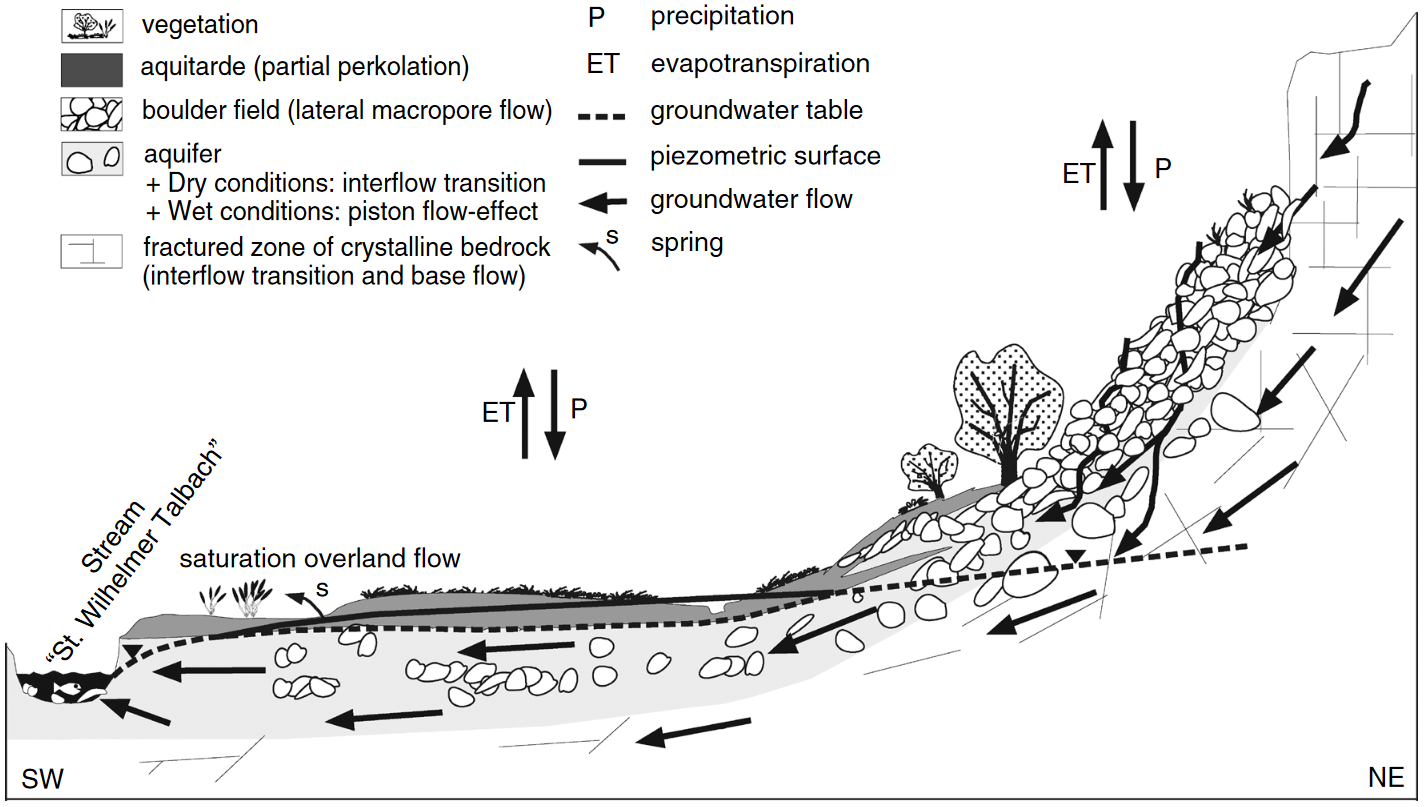 vegetation
aquitarde (partial perkolation)
boulder field (lateral macropore flow)
aquifer
+ Dry conditions: interflow transition
+ Wet conditions: piston flow-effect
fractured zone of crystalline bedrock
(interflow transition and base flow)
P precipitation
ET evapotranspiration
groundwater table
piezometric surface
groundwater flow
S spring
ET P
ET P
Stream
"St. Wilhelmer Talbach"
saturation overland flow
S
SW
NE